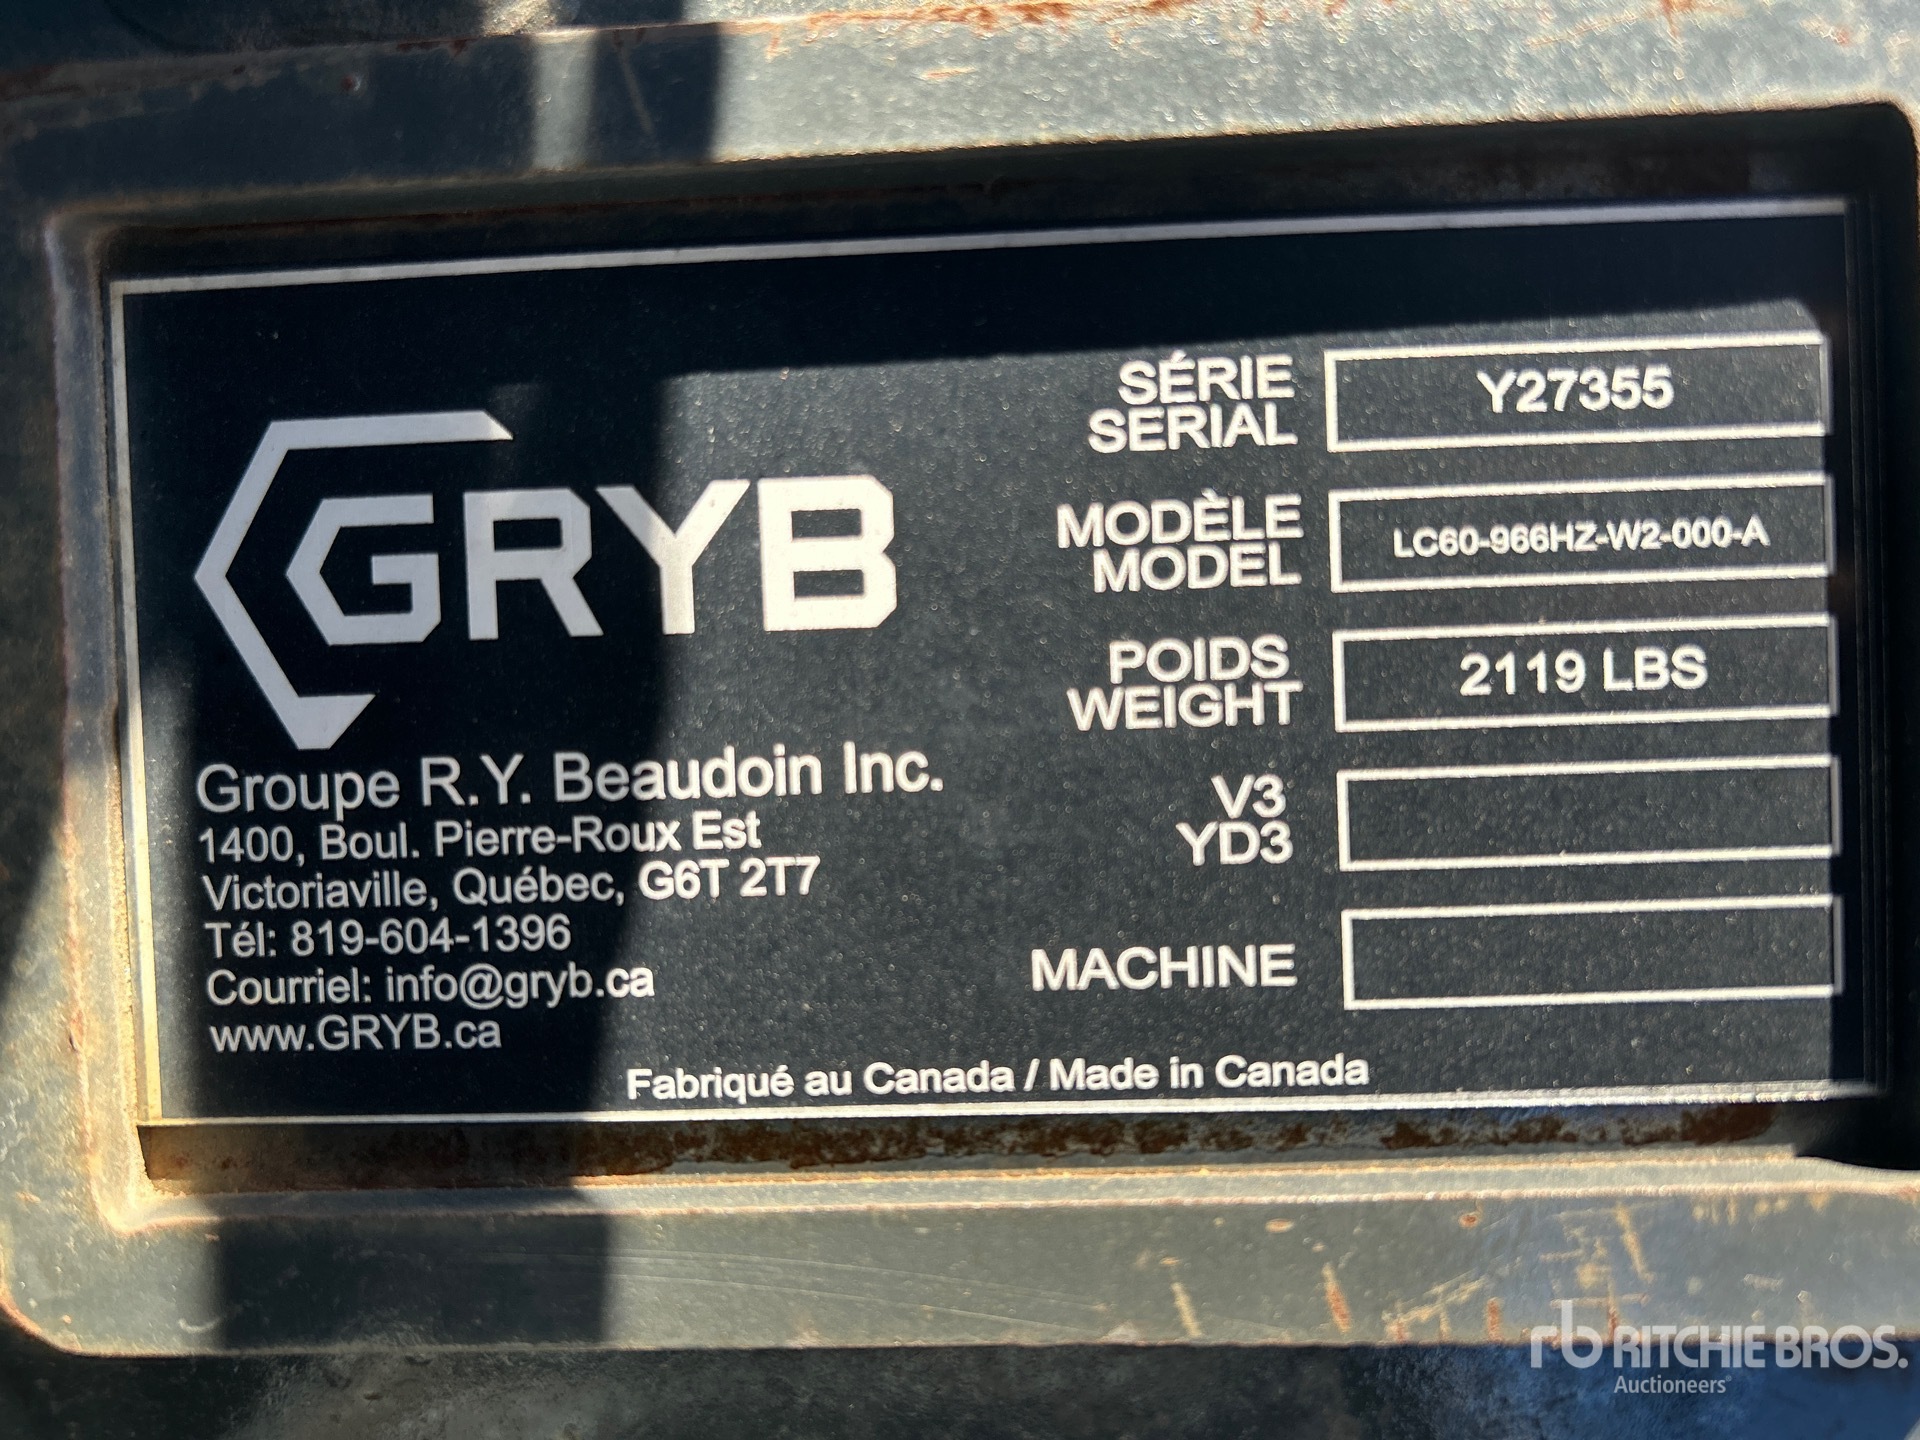 GRYB
Groupe R.Y. Beaudoin Inc.
1400, Boul. Pierre-Roux Est
Victoriaville, Québec, G6T 2T7
Tél: 819-604-1396
Courriel: info@gryb.ca
www.GRYB.ca
SÉRIE
SERIAL
Y27355
MODÈLE
MODEL
LC60-966HZ-W2-000-A
POIDS
WEIGHT
2119 LBS
V3
YD3
MACHINE
Fabriqué au Canada / Made in Canada
rb RITCHIE BROS.
Auctioneers